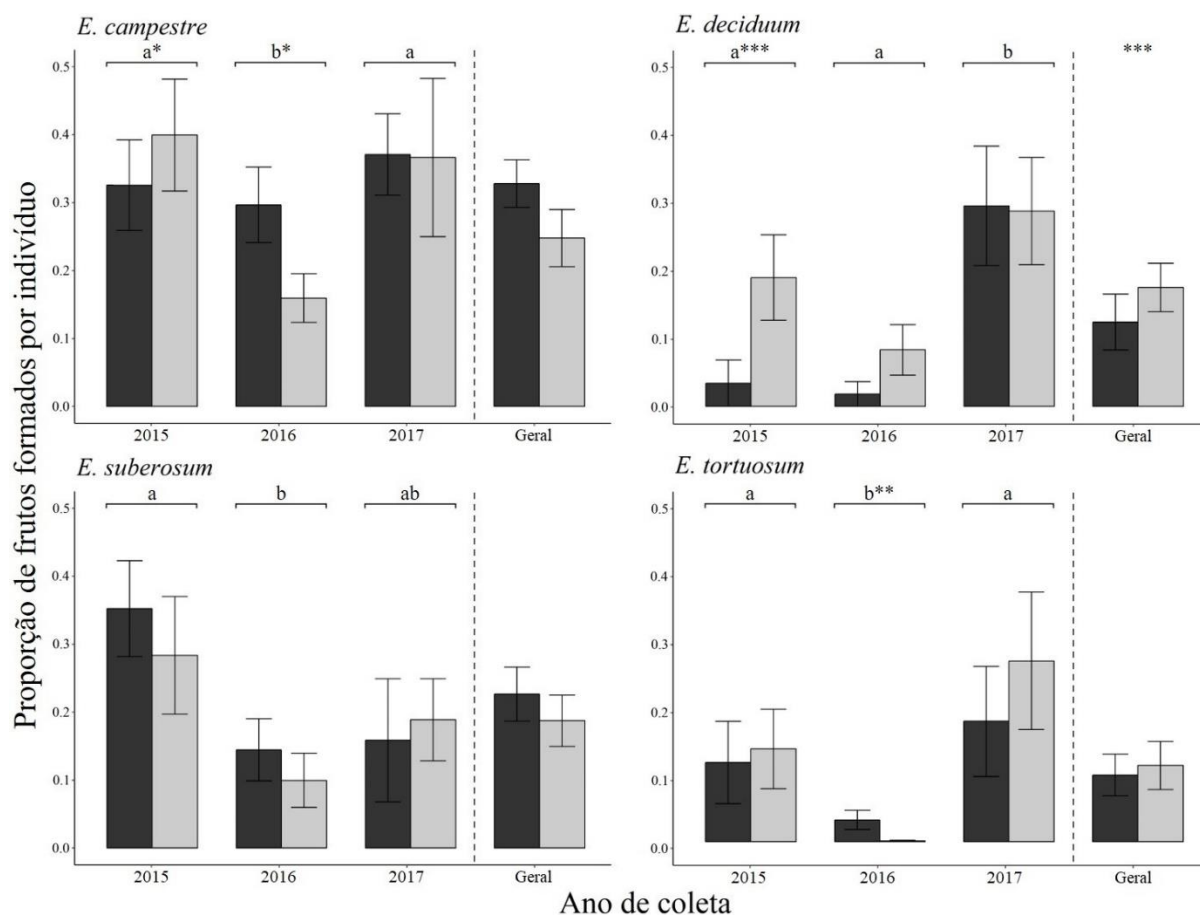 Proporção de frutos formados por indivíduo
E. campestre
a* b* a
0.5
0.4
0.3
0.2
0.1
0.0
2015 2016 2017 Geral
E. deciduum
a*** a b ***
0.5
0.4
0.3
0.2
0.1
0.0
2015 2016 2017 Geral
E. suberosum
a b ab
0.5
0.4
0.3
0.2
0.1
0.0
2015 2016 2017 Geral
E. tortuosum
a b** a
0.5
0.4
0.3
0.2
0.1
0.0
2015 2016 2017 Geral
Ano de coleta